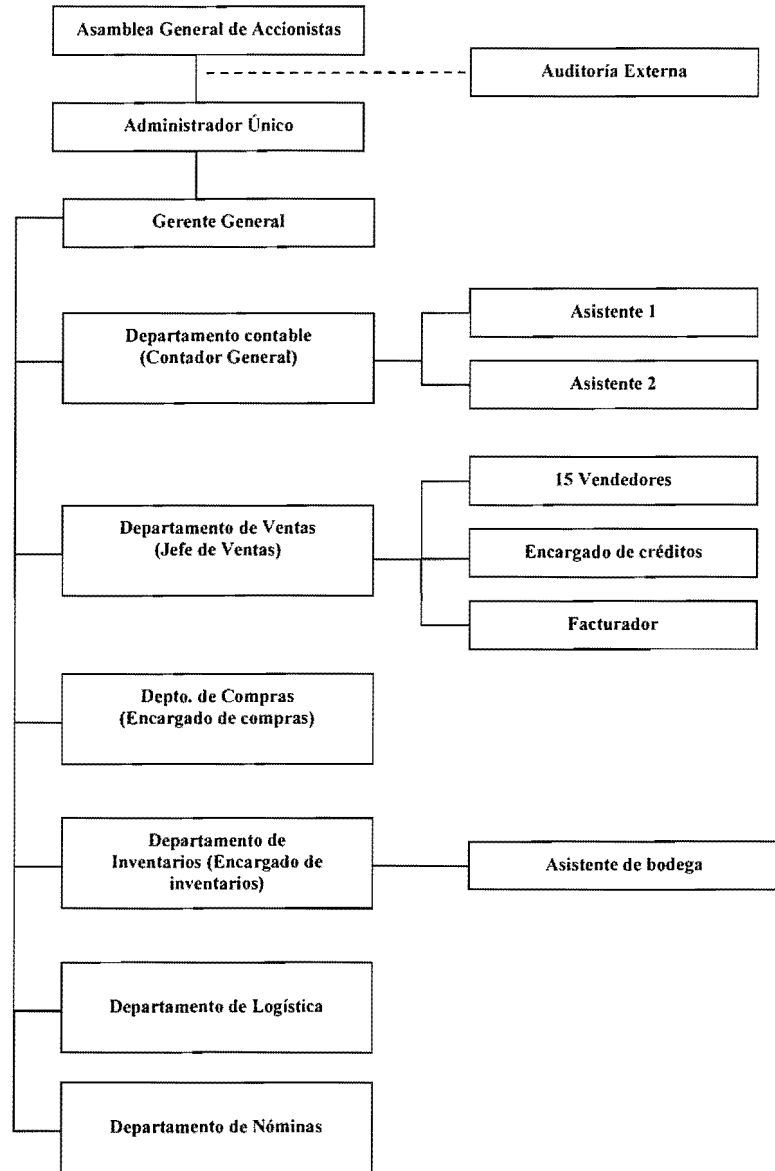 Asamblea General de Accionistas
Auditoría Externa
Administrador Único
Gerente General
Departamento contable
(Contador General)
Asistente 1
Asistente 2
Departamento de Ventas
(Jefe de Ventas)
15 Vendedores
Encargado de créditos
Facturador
Depto. de Compras
(Encargado de compras)
Departamento de
Inventarios (Encargado de
inventarios)
Asistente de bodega
Departamento de Logística
Departamento de Nóminas